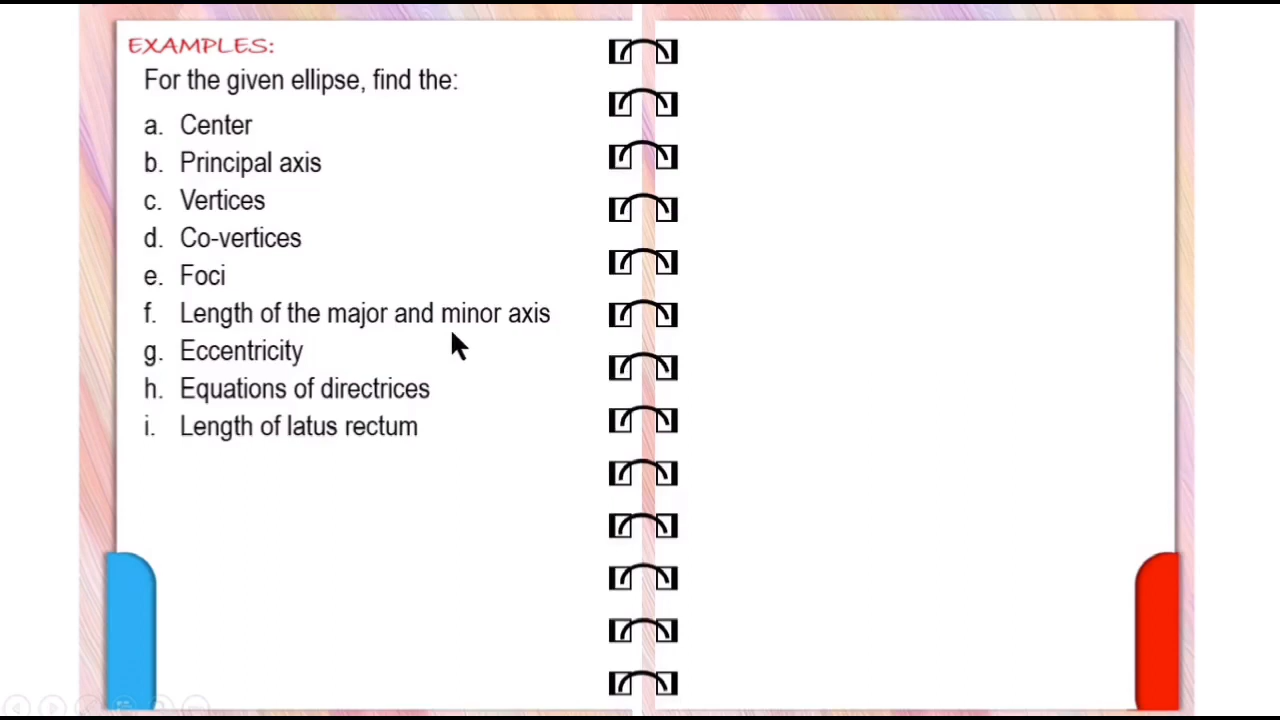 EXAMPLES:
For the given ellipse, find the:
a. Center
b. Principal axis
c. Vertices
d. Co-vertices
e. Foci
f. Length of the major and minor axis
g. Eccentricity
h. Equations of directrices
i. Length of latus rectum